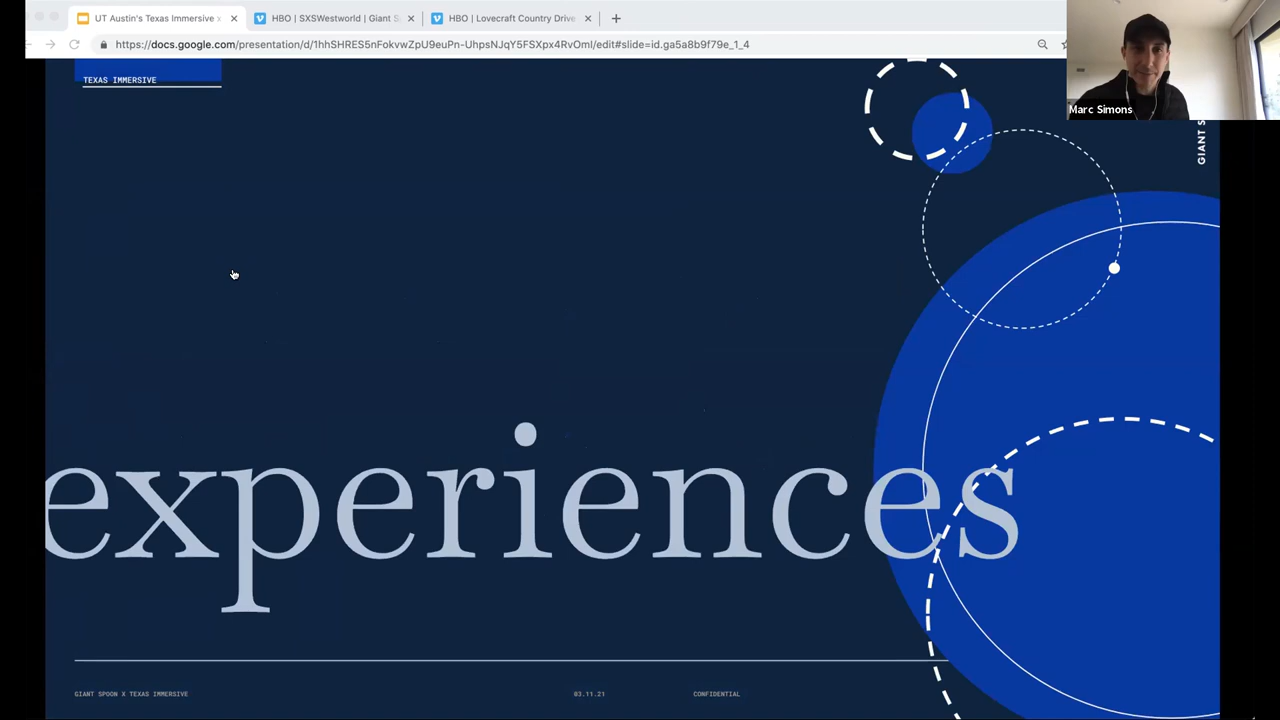 UT Austin's Texas Immersive x
HBO | SXSWestworld | Giant S
HBO | Lovecraft Country Drive
https://docs.google.com/presentation/d/1hhSHRES5nFokvwZpU9euPn-UhpsNJqY5FSXpx4RvOmI/edit#slide=id.ga5a8b9f79e_1_4
Marc Simons
TEXAS IMMERSIVE
GIANT S
experiences
GIANT SPOON X TEXAS IMMERSIVE
03.11.21
CONFIDENTIAL